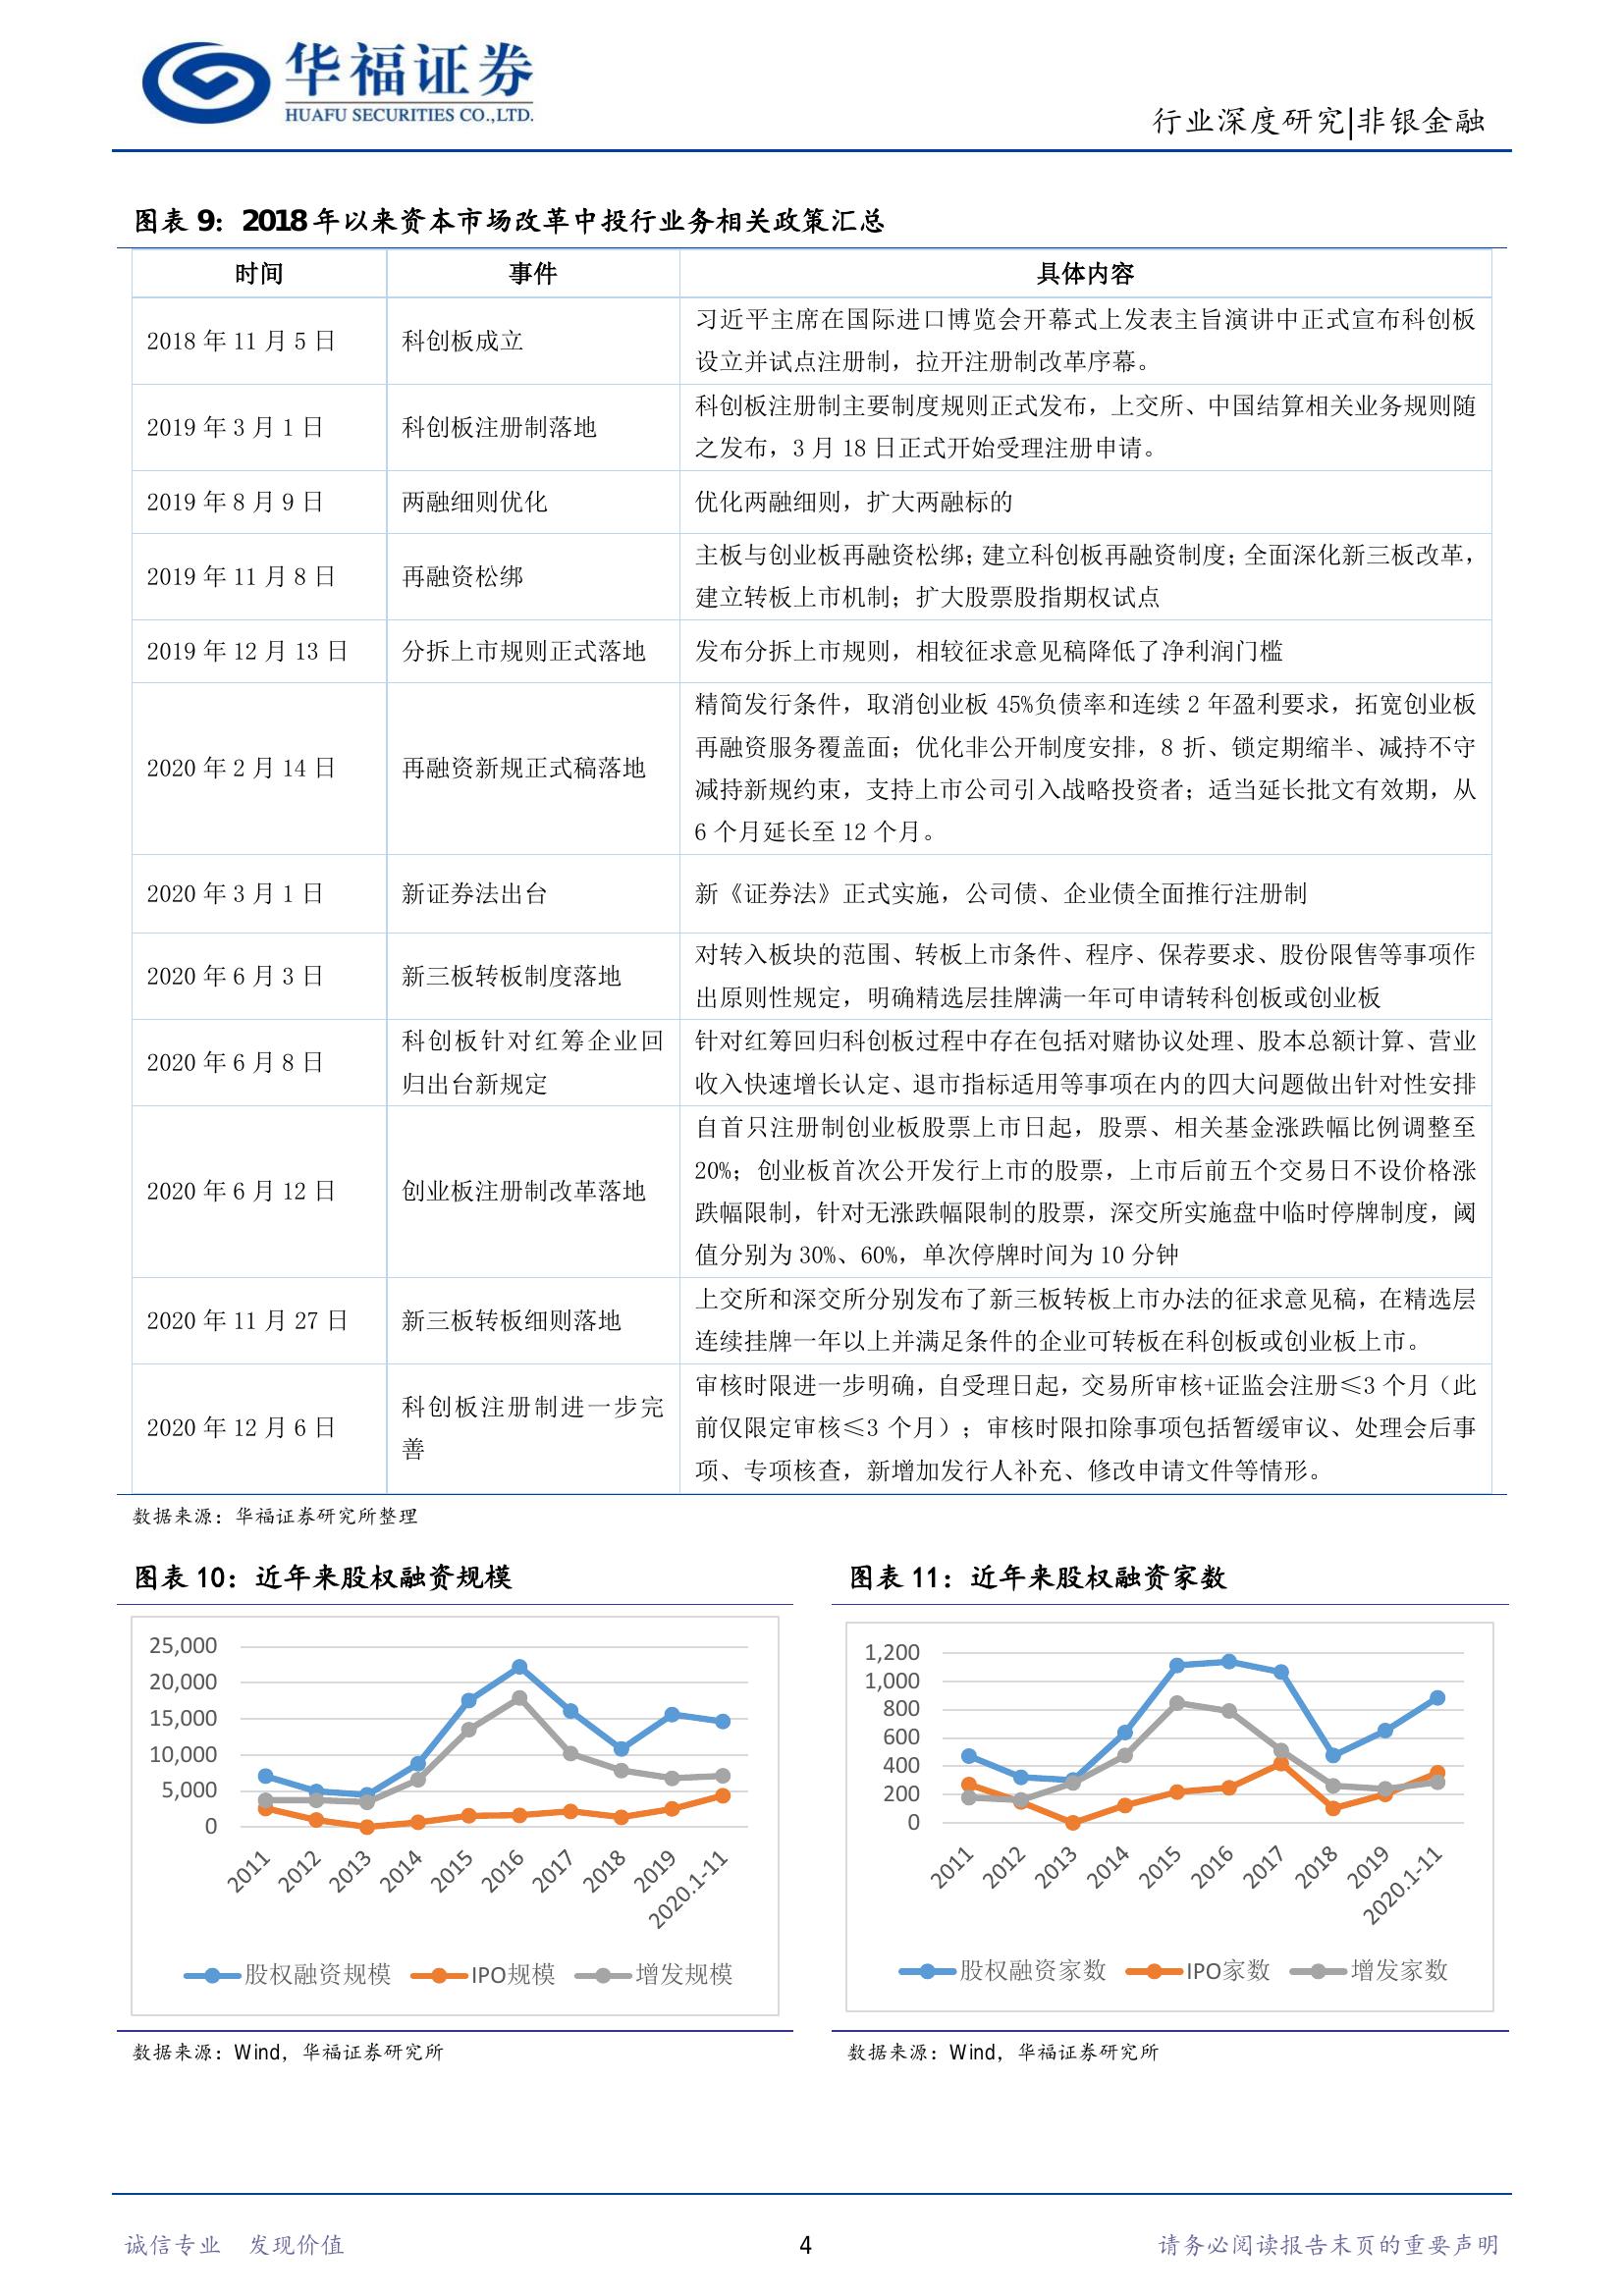 华福证券
HUAFU SECURITIES CO.,LTD.
行业深度研究|非银金融
图表 9：2018 年以来资本市场改革中投行业务相关政策汇总
时间 事件 具体内容
2018 年 11 月 5 日 科创板成立 习近平主席在国际进口博览会开幕式上发表主旨演讲中正式宣布科创板
设立并试点注册制，拉开注册制改革序幕。
2019 年 3 月 1 日 科创板注册制落地 科创板注册制主要制度规则正式发布，上交所、中国结算相关业务规则随
之发布，3 月 18 日正式开始受理注册申请。
2019 年 8 月 9 日 两融细则优化 优化两融细则，扩大两融标的
2019 年 11 月 8 日 再融资松绑 主板与创业板再融资松绑；建立科创板再融资制度；全面深化新三板改革，
建立转板上市机制；扩大股票股指期权试点
2019 年 12 月 13 日 分拆上市规则正式落地 发布分拆上市规则，相较征求意见稿降低了净利润门槛
2020 年 2 月 14 日 再融资新规正式稿落地 精简发行条件，取消创业板 45%负债率和连续 2 年盈利要求，拓宽创业板
再融资服务覆盖面；优化非公开制度安排，8 折、锁定期缩半、减持不守
减持新规约束，支持上市公司引入战略投资者；适当延长批文有效期，从
6 个月延长至 12 个月。
2020 年 3 月 1 日 新证券法出台 新《证券法》正式实施，公司债、企业债全面推行注册制
2020 年 6 月 3 日 新三板转板制度落地 对转入板块的范围、转板上市条件、程序、保荐要求、股份限售等事项作
出原则性规定，明确精选层挂牌满一年可申请转科创板或创业板
2020 年 6 月 8 日 科创板针对红筹企业回 针对红筹回归科创板过程中存在包括对赌协议处理、股本总额计算、营业
归出台新规定 收入快速增长认定、退市指标适用等事项在内的四大问题做出针对性安排
2020 年 6 月 12 日 创业板注册制改革落地 自首只注册制创业板股票上市日起，股票、相关基金涨跌幅比例调整至
20%；创业板首次公开发行上市的股票，上市后前五个交易日不设价格涨
跌幅限制，针对无涨跌幅限制的股票，深交所实施盘中临时停牌制度，阈
值分别为 30%、60%，单次停牌时间为 10 分钟
2020 年 11 月 27 日 新三板转板细则落地 上交所和深交所分别发布了新三板转板上市办法的征求意见稿，在精选层
连续挂牌一年以上并满足条件的企业可转板在科创板或创业板上市。
2020 年 12 月 6 日 科创板注册制进一步完 审核时限进一步明确，自受理日起，交易所审核+证监会注册≤3 个月（此
善 前仅限定审核≤3 个月）；审核时限扣除事项包括暂缓审议、处理会后事
项、专项核查，新增加发行人补充、修改申请文件等情形。
数据来源：华福证券研究所整理
图表 10：近年来股权融资规模
25,000
20,000
15,000
10,000
5,000
0
2011 2012 2013 2014 2015 2016 2017 2018 2019 2020.1-11
股权融资规模 IPO规模 增发规模
数据来源：Wind，华福证券研究所
图表 11：近年来股权融资家数
1,200
1,000
800
600
400
200
0
2011 2012 2013 2014 2015 2016 2017 2018 2019 2020.1-11
股权融资家数 IPO家数 增发家数
数据来源：Wind，华福证券研究所
诚信专业 发现价值 4 请务必阅读报告末页的重要声明